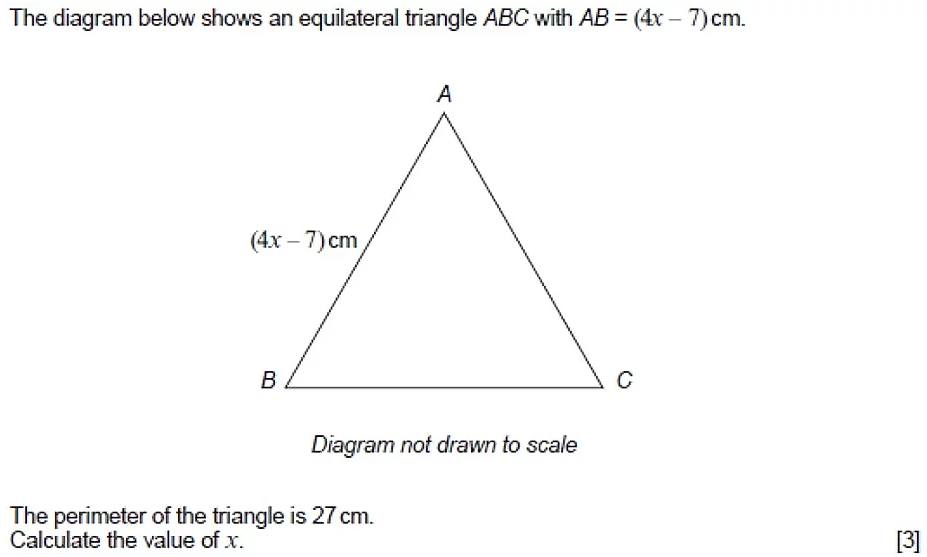 The diagram below shows an equilateral triangle ABC with AB = (4x – 7) cm.
A
(4x – 7) cm
B
C
Diagram not drawn to scale
The perimeter of the triangle is 27 cm.
Calculate the value of x.
[3]